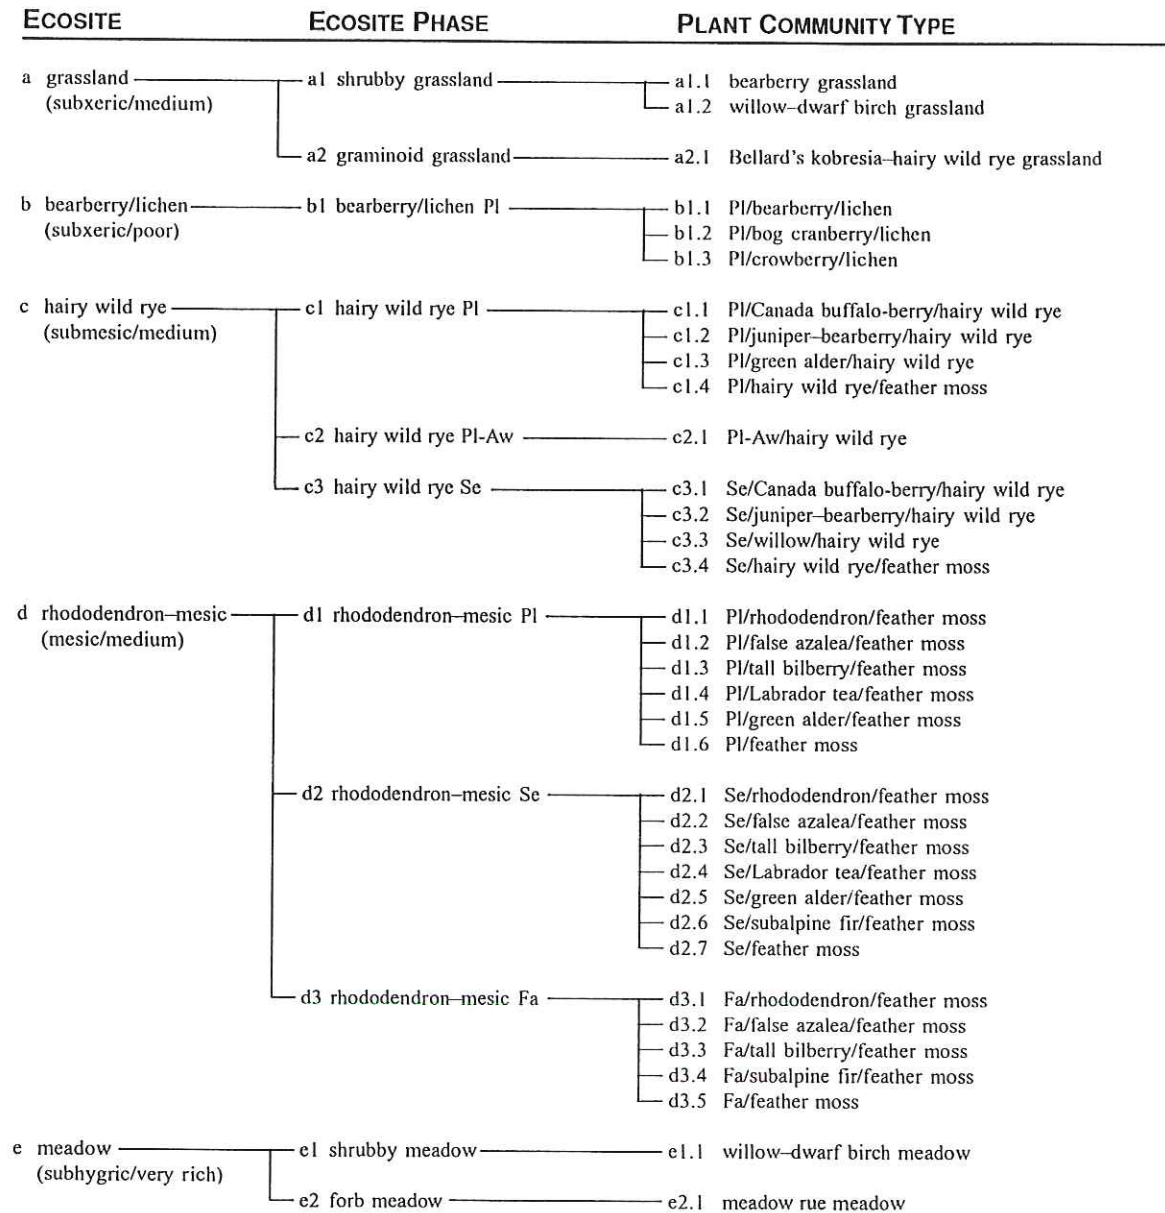 ECOSITE ECOSITE PHASE PLANT COMMUNITY TYPE
a grassland a1 shrubby grassland a1.1 bearberry grassland
(subxeric/medium) a1.2 willow–dwarf birch grassland
a2 graminoid grassland a2.1 Bellard's kobresia–hairy wild rye grassland
b bearberry/lichen b1 bearberry/lichen Pl b1.1 Pl/bearberry/lichen
(subxeric/poor) b1.2 Pl/bog cranberry/lichen
b1.3 Pl/crowberry/lichen
c hairy wild rye c1 hairy wild rye Pl c1.1 Pl/Canada buffalo-berry/hairy wild rye
(submesic/medium) c1.2 Pl/juniper–bearberry/hairy wild rye
c1.3 Pl/green alder/hairy wild rye
c1.4 Pl/hairy wild rye/feather moss
c2 hairy wild rye Pl-Aw c2.1 Pl-Aw/hairy wild rye
c3 hairy wild rye Se c3.1 Se/Canada buffalo-berry/hairy wild rye
c3.2 Se/juniper–bearberry/hairy wild rye
c3.3 Se/willow/hairy wild rye
c3.4 Se/hairy wild rye/feather moss
d rhododendron–mesic d1 rhododendron–mesic Pl d1.1 Pl/rhododendron/feather moss
(mesic/medium) d1.2 Pl/false azalea/feather moss
d1.3 Pl/tall bilberry/feather moss
d1.4 Pl/Labrador tea/feather moss
d1.5 Pl/green alder/feather moss
d1.6 Pl/feather moss
d2 rhododendron–mesic Se d2.1 Se/rhododendron/feather moss
d2.2 Se/false azalea/feather moss
d2.3 Se/tall bilberry/feather moss
d2.4 Se/Labrador tea/feather moss
d2.5 Se/green alder/feather moss
d2.6 Se/subalpine fir/feather moss
d2.7 Se/feather moss
d3 rhododendron–mesic Fa d3.1 Fa/rhododendron/feather moss
d3.2 Fa/false azalea/feather moss
d3.3 Fa/tall bilberry/feather moss
d3.4 Fa/subalpine fir/feather moss
d3.5 Fa/feather moss
e meadow e1 shrubby meadow e1.1 willow–dwarf birch meadow
(subhygric/very rich)
e2 forb meadow e2.1 meadow rue meadow